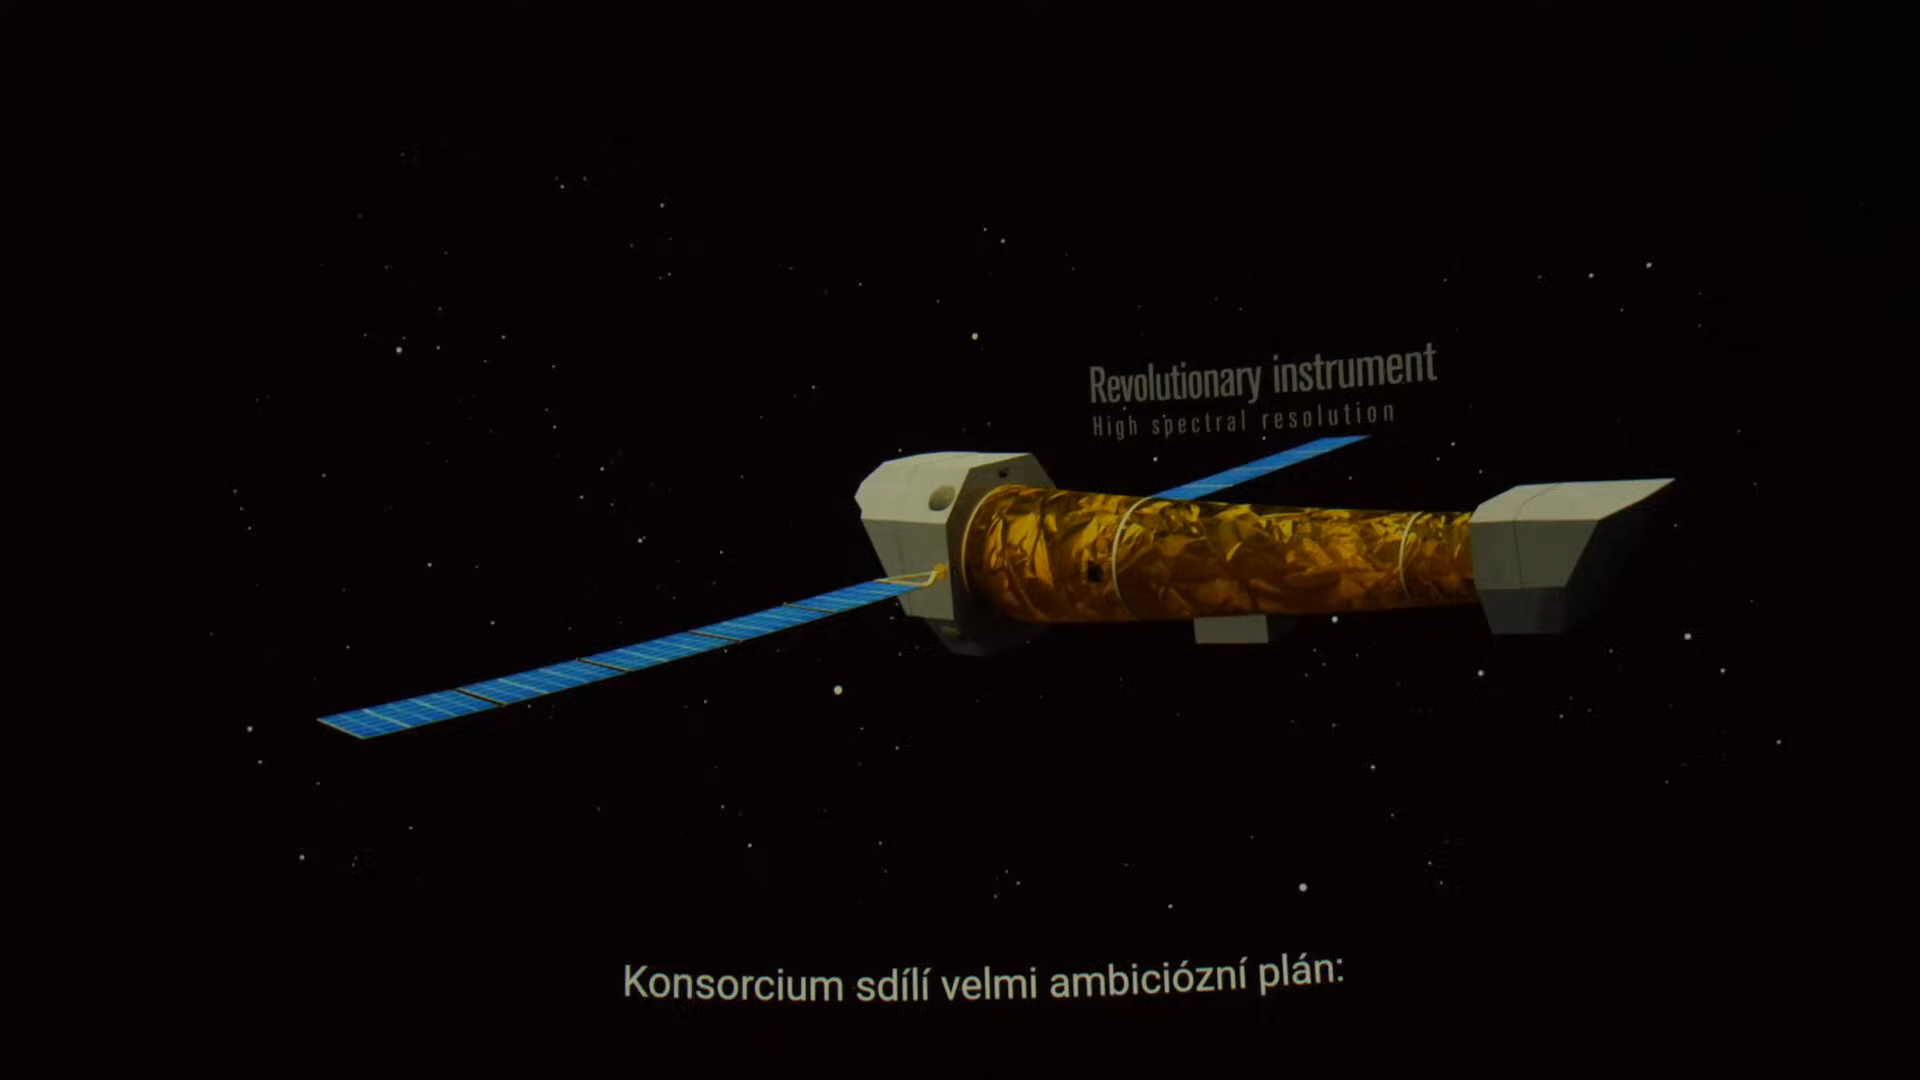 Revolutionary instrument
High spectral resolution
Konsorcium sdílí velmi ambiciózní plán: